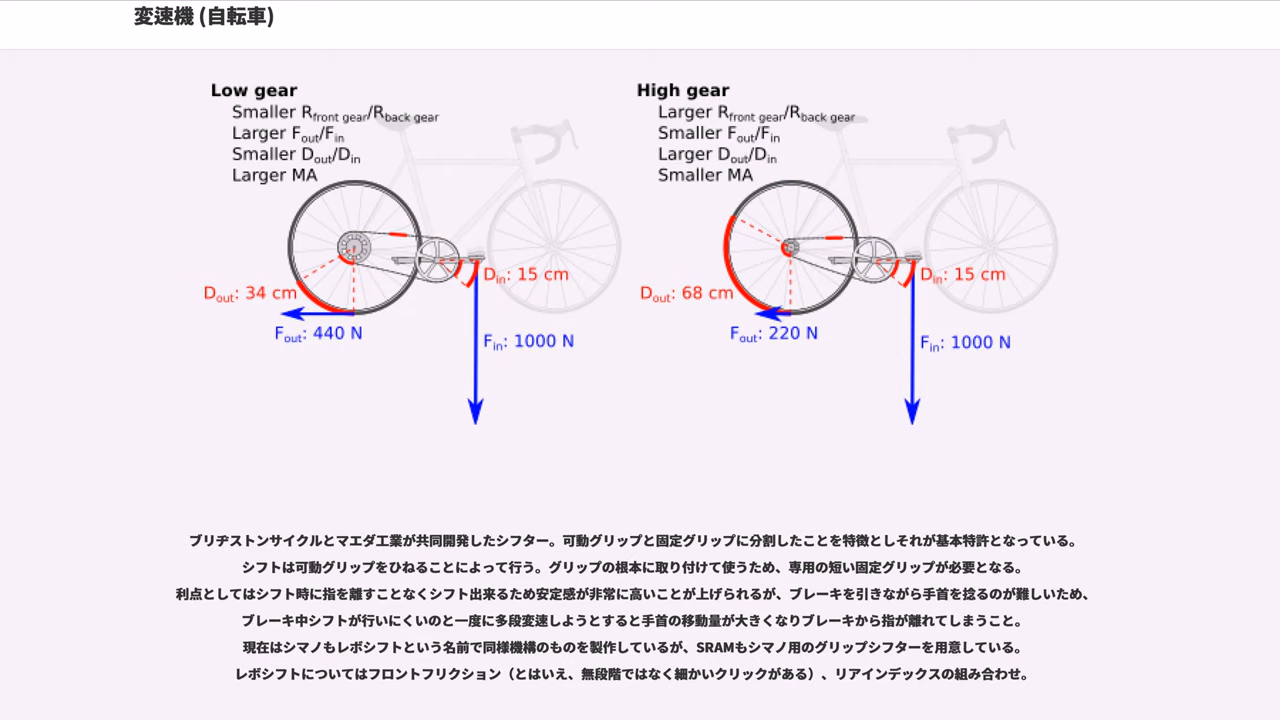 変速機 (自転車)
Low gear
Smaller Rfront gear/Rback gear
Larger Fout/Fin
Smaller Dout/Din
Larger MA
Dout: 34 cm
Din: 15 cm
Fout: 440 N
Fin: 1000 N
High gear
Larger Rfront gear/Rback gear
Smaller Fout/Fin
Larger Dout/Din
Smaller MA
Dout: 68 cm
Din: 15 cm
Fout: 220 N
Fin: 1000 N
ブリヂストンサイクルとマエダ工業が共同開発したシフター。可動グリップと固定グリップに分割したことを特徴としそれが基本特許となっている。
シフトは可動グリップをひねることによって行う。グリップの根本に取り付けて使うため、専用の短い固定グリップが必要となる。
利点としてはシフト時に指を離すことなくシフト出来るため安定感が非常に高いことが上げられるが、ブレーキを引きながら手首を捻るのが難しいため、
ブレーキ中シフトが行いにくいのと一度に多段変速しようとすると手首の移動量が大きくなりブレーキから指が離れてしまうこと。
現在はシマノもレボシフトという名前で同様機構のものを製作しているが、SRAMもシマノ用のグリップシフターを用意している。
レボシフトについてはフロントフリクション（とはいえ、無段階ではなく細かいクリックがある）、リアインデックスの組み合わせ。